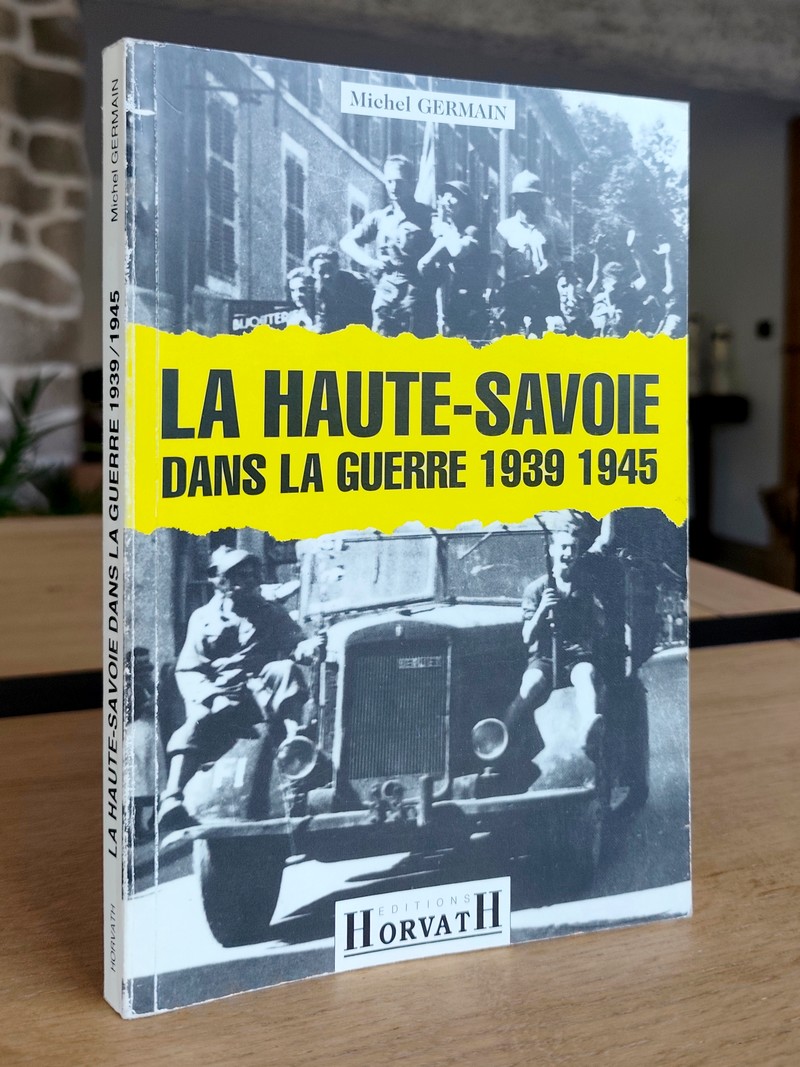 Michel GERMAIN
LA HAUTE-SAVOIE
DANS LA GUERRE 1939 1945
EDITIONS
HORVATH
Michel GERMAIN
LA HAUTE-SAVOIE DANS LA GUERRE 1939/1945
HORVATH